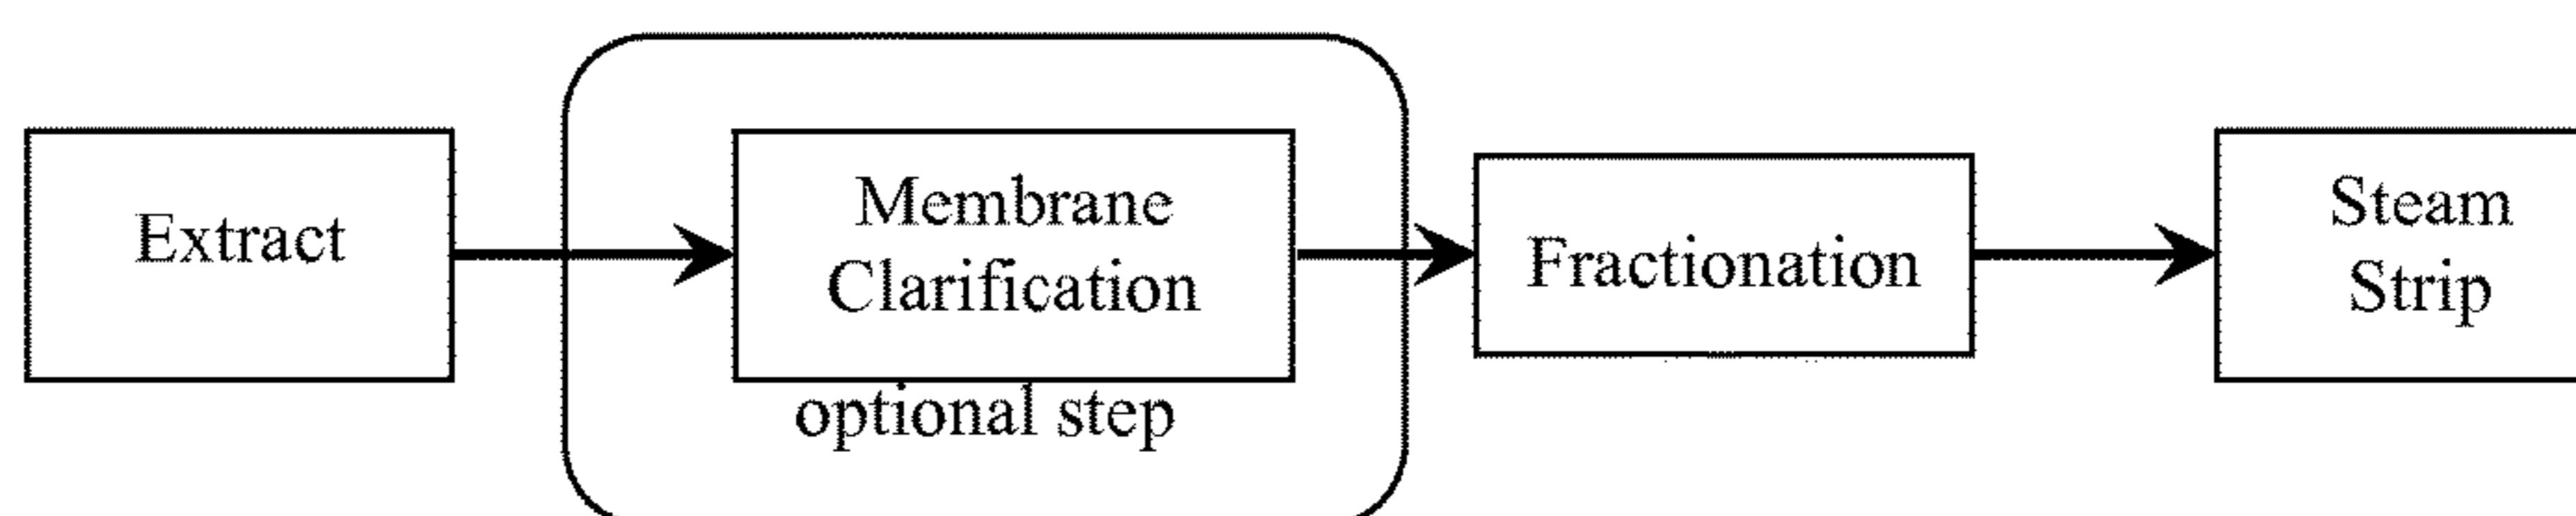 Extract
Membrane
Clarification
optional step
Fractionation
Steam
Strip